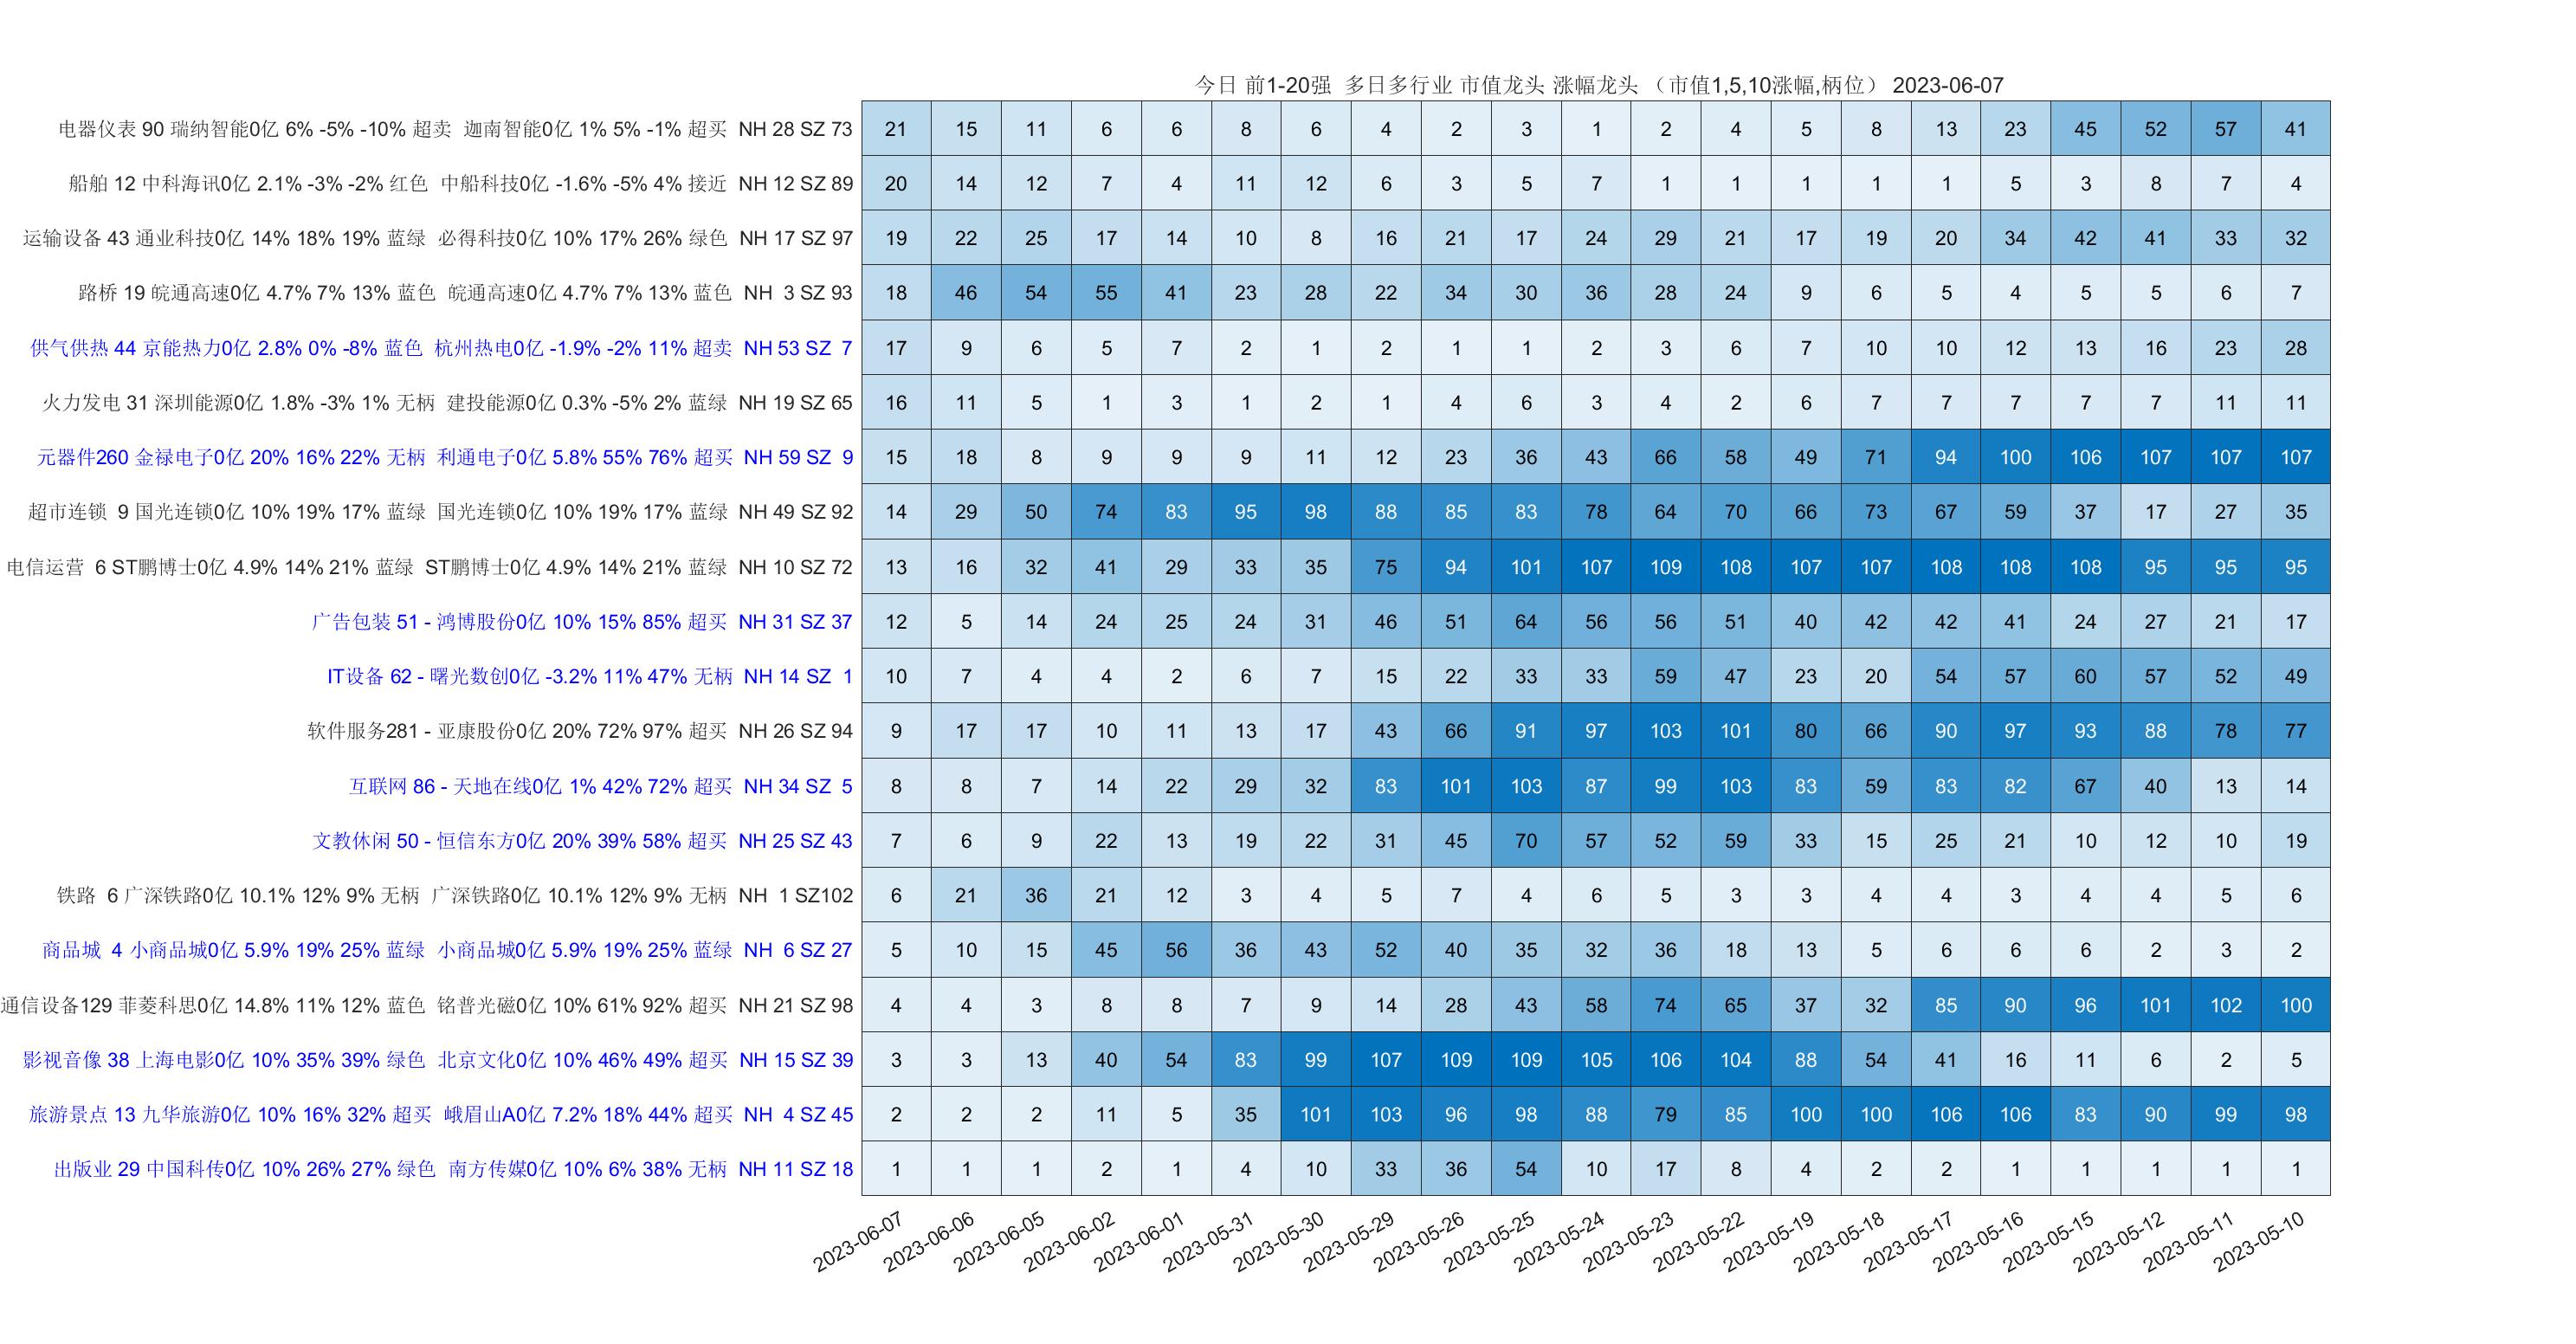 今日 前1-20强  多日多行业 市值龙头 涨幅龙头 （市值1,5,10涨幅,柄位） 2023-06-07
电器仪表 90 瑞纳智能0亿 6% -5% -10% 超卖  迦南智能0亿 1% 5% -1% 超买  NH 28 SZ 73 21 15 11 6 6 8 6 4 2 3 1 2 4 5 8 13 23 45 52 57 41
船舶 12 中科海讯0亿 2.1% -3% -2% 红色  中船科技0亿 -1.6% -5% 4% 接近  NH 12 SZ 89 20 14 12 7 4 11 12 6 3 5 7 1 1 1 1 1 5 3 8 7 4
运输设备 43 通业科技0亿 14% 18% 19% 蓝绿  必得科技0亿 10% 17% 26% 绿色  NH 17 SZ 97 19 22 25 17 14 10 8 16 21 17 24 29 21 17 19 20 34 42 41 33 32
路桥 19 皖通高速0亿 4.7% 7% 13% 蓝色  皖通高速0亿 4.7% 7% 13% 蓝色  NH  3 SZ 93 18 46 54 55 41 23 28 22 34 30 36 28 24 9 6 5 4 5 5 6 7
供气供热 44 京能热力0亿 2.8% 0% -8% 蓝色  杭州热电0亿 -1.9% -2% 11% 超卖  NH 53 SZ  7 17 9 6 5 7 2 1 2 1 1 2 3 6 7 10 10 12 13 16 23 28
火力发电 31 深圳能源0亿 1.8% -3% 1% 无柄  建投能源0亿 0.3% -5% 2% 蓝绿  NH 19 SZ 65 16 11 5 1 3 1 2 1 4 6 3 4 2 6 7 7 7 7 7 11 11
元器件260 金禄电子0亿 20% 16% 22% 无柄  利通电子0亿 5.8% 55% 76% 超买  NH 59 SZ  9 15 18 8 9 9 9 11 12 23 36 43 66 58 49 71 94 100 106 107 107 107
超市连锁  9 国光连锁0亿 10% 19% 17% 蓝绿  国光连锁0亿 10% 19% 17% 蓝绿  NH 49 SZ 92 14 29 50 74 83 95 98 88 85 83 78 64 70 66 73 67 59 37 17 27 35
电信运营  6 ST鹏博士0亿 4.9% 14% 21% 蓝绿  ST鹏博士0亿 4.9% 14% 21% 蓝绿  NH 10 SZ 72 13 16 32 41 29 33 35 75 94 101 107 109 108 107 107 108 108 108 95 95 95
广告包装 51 - 鸿博股份0亿 10% 15% 85% 超买  NH 31 SZ 37 12 5 14 24 25 24 31 46 51 64 56 56 51 40 42 42 41 24 27 21 17
IT设备 62 - 曙光数创0亿 -3.2% 11% 47% 无柄  NH 14 SZ  1 10 7 4 4 2 6 7 15 22 33 33 59 47 23 20 54 57 60 57 52 49
软件服务281 - 亚康股份0亿 20% 72% 97% 超买  NH 26 SZ 94 9 17 17 10 11 13 17 43 66 91 97 103 101 80 66 90 97 93 88 78 77
互联网 86 - 天地在线0亿 1% 42% 72% 超买  NH 34 SZ  5 8 8 7 14 22 29 32 83 101 103 87 99 103 83 59 83 82 67 40 13 14
文教休闲 50 - 恒信东方0亿 20% 39% 58% 超买  NH 25 SZ 43 7 6 9 22 13 19 22 31 45 70 57 52 59 33 15 25 21 10 12 10 19
铁路  6 广深铁路0亿 10.1% 12% 9% 无柄  广深铁路0亿 10.1% 12% 9% 无柄  NH  1 SZ102 6 21 36 21 12 3 4 5 7 4 6 5 3 3 4 4 3 4 4 5 6
商品城  4 小商品城0亿 5.9% 19% 25% 蓝绿  小商品城0亿 5.9% 19% 25% 蓝绿  NH  6 SZ 27 5 10 15 45 56 36 43 52 40 35 32 36 18 13 5 6 6 6 2 3 2
通信设备129 菲菱科思0亿 14.8% 11% 12% 蓝色  铭普光磁0亿 10% 61% 92% 超买  NH 21 SZ 98 4 4 3 8 8 7 9 14 28 43 58 74 65 37 32 85 90 96 101 102 100
影视音像 38 上海电影0亿 10% 35% 39% 绿色  北京文化0亿 10% 46% 49% 超买  NH 15 SZ 39 3 3 13 40 54 83 99 107 109 109 105 106 104 88 54 41 16 11 6 2 5
旅游景点 13 九华旅游0亿 10% 16% 32% 超买  峨眉山A0亿 7.2% 18% 44% 超买  NH  4 SZ 45 2 2 2 11 5 35 101 103 96 98 88 79 85 100 100 106 106 83 90 99 98
出版业 29 中国科传0亿 10% 26% 27% 绿色  南方传媒0亿 10% 6% 38% 无柄  NH 11 SZ 18 1 1 1 2 1 4 10 33 36 54 10 17 8 4 2 2 1 1 1 1 1
2023-06-07 2023-06-06 2023-06-05 2023-06-02 2023-06-01 2023-05-31 2023-05-30 2023-05-29 2023-05-26 2023-05-25 2023-05-24 2023-05-23 2023-05-22 2023-05-19 2023-05-18 2023-05-17 2023-05-16 2023-05-15 2023-05-12 2023-05-11 2023-05-10